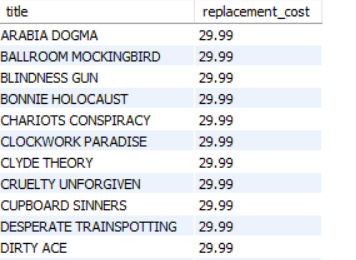 title replacement_cost
ARABIA DOGMA 29.99
BALLROOM MOCKINGBIRD 29.99
BLINDNESS GUN 29.99
BONNIE HOLOCAUST 29.99
CHARIOTS CONSPIRACY 29.99
CLOCKWORK PARADISE 29.99
CLYDE THEORY 29.99
CRUELTY UNFORGIVEN 29.99
CUPBOARD SINNERS 29.99
DESPERATE TRAINSPOTTING 29.99
DIRTY ACE 29.99